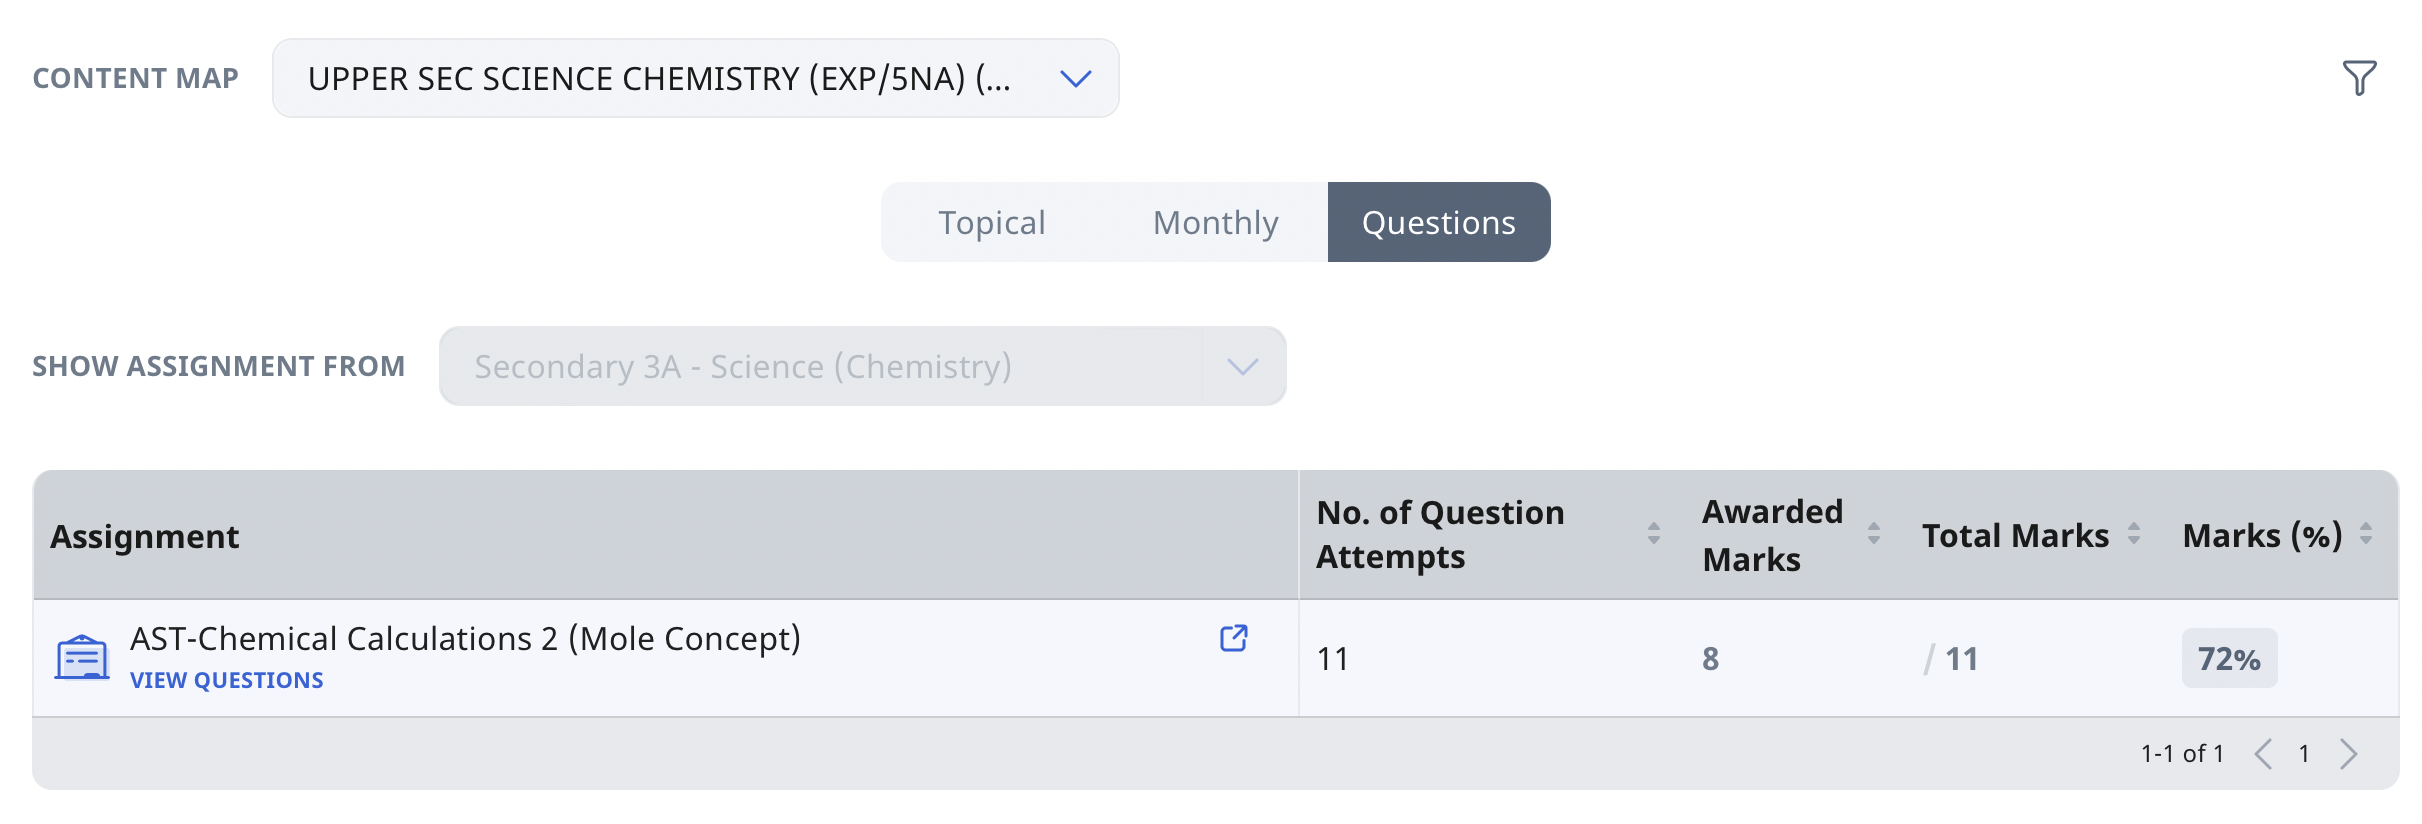 CONTENT MAP
UPPER SEC SCIENCE CHEMISTRY (EXP/5NA) (...
Topical
Monthly
Questions
SHOW ASSIGNMENT FROM
Secondary 3A - Science (Chemistry)
Assignment
No. of Question
Attempts
Awarded
Marks
Total Marks
Marks (%)
AST-Chemical Calculations 2 (Mole Concept)
VIEW QUESTIONS
11
8
/ 11
72%
1-1 of 1
1